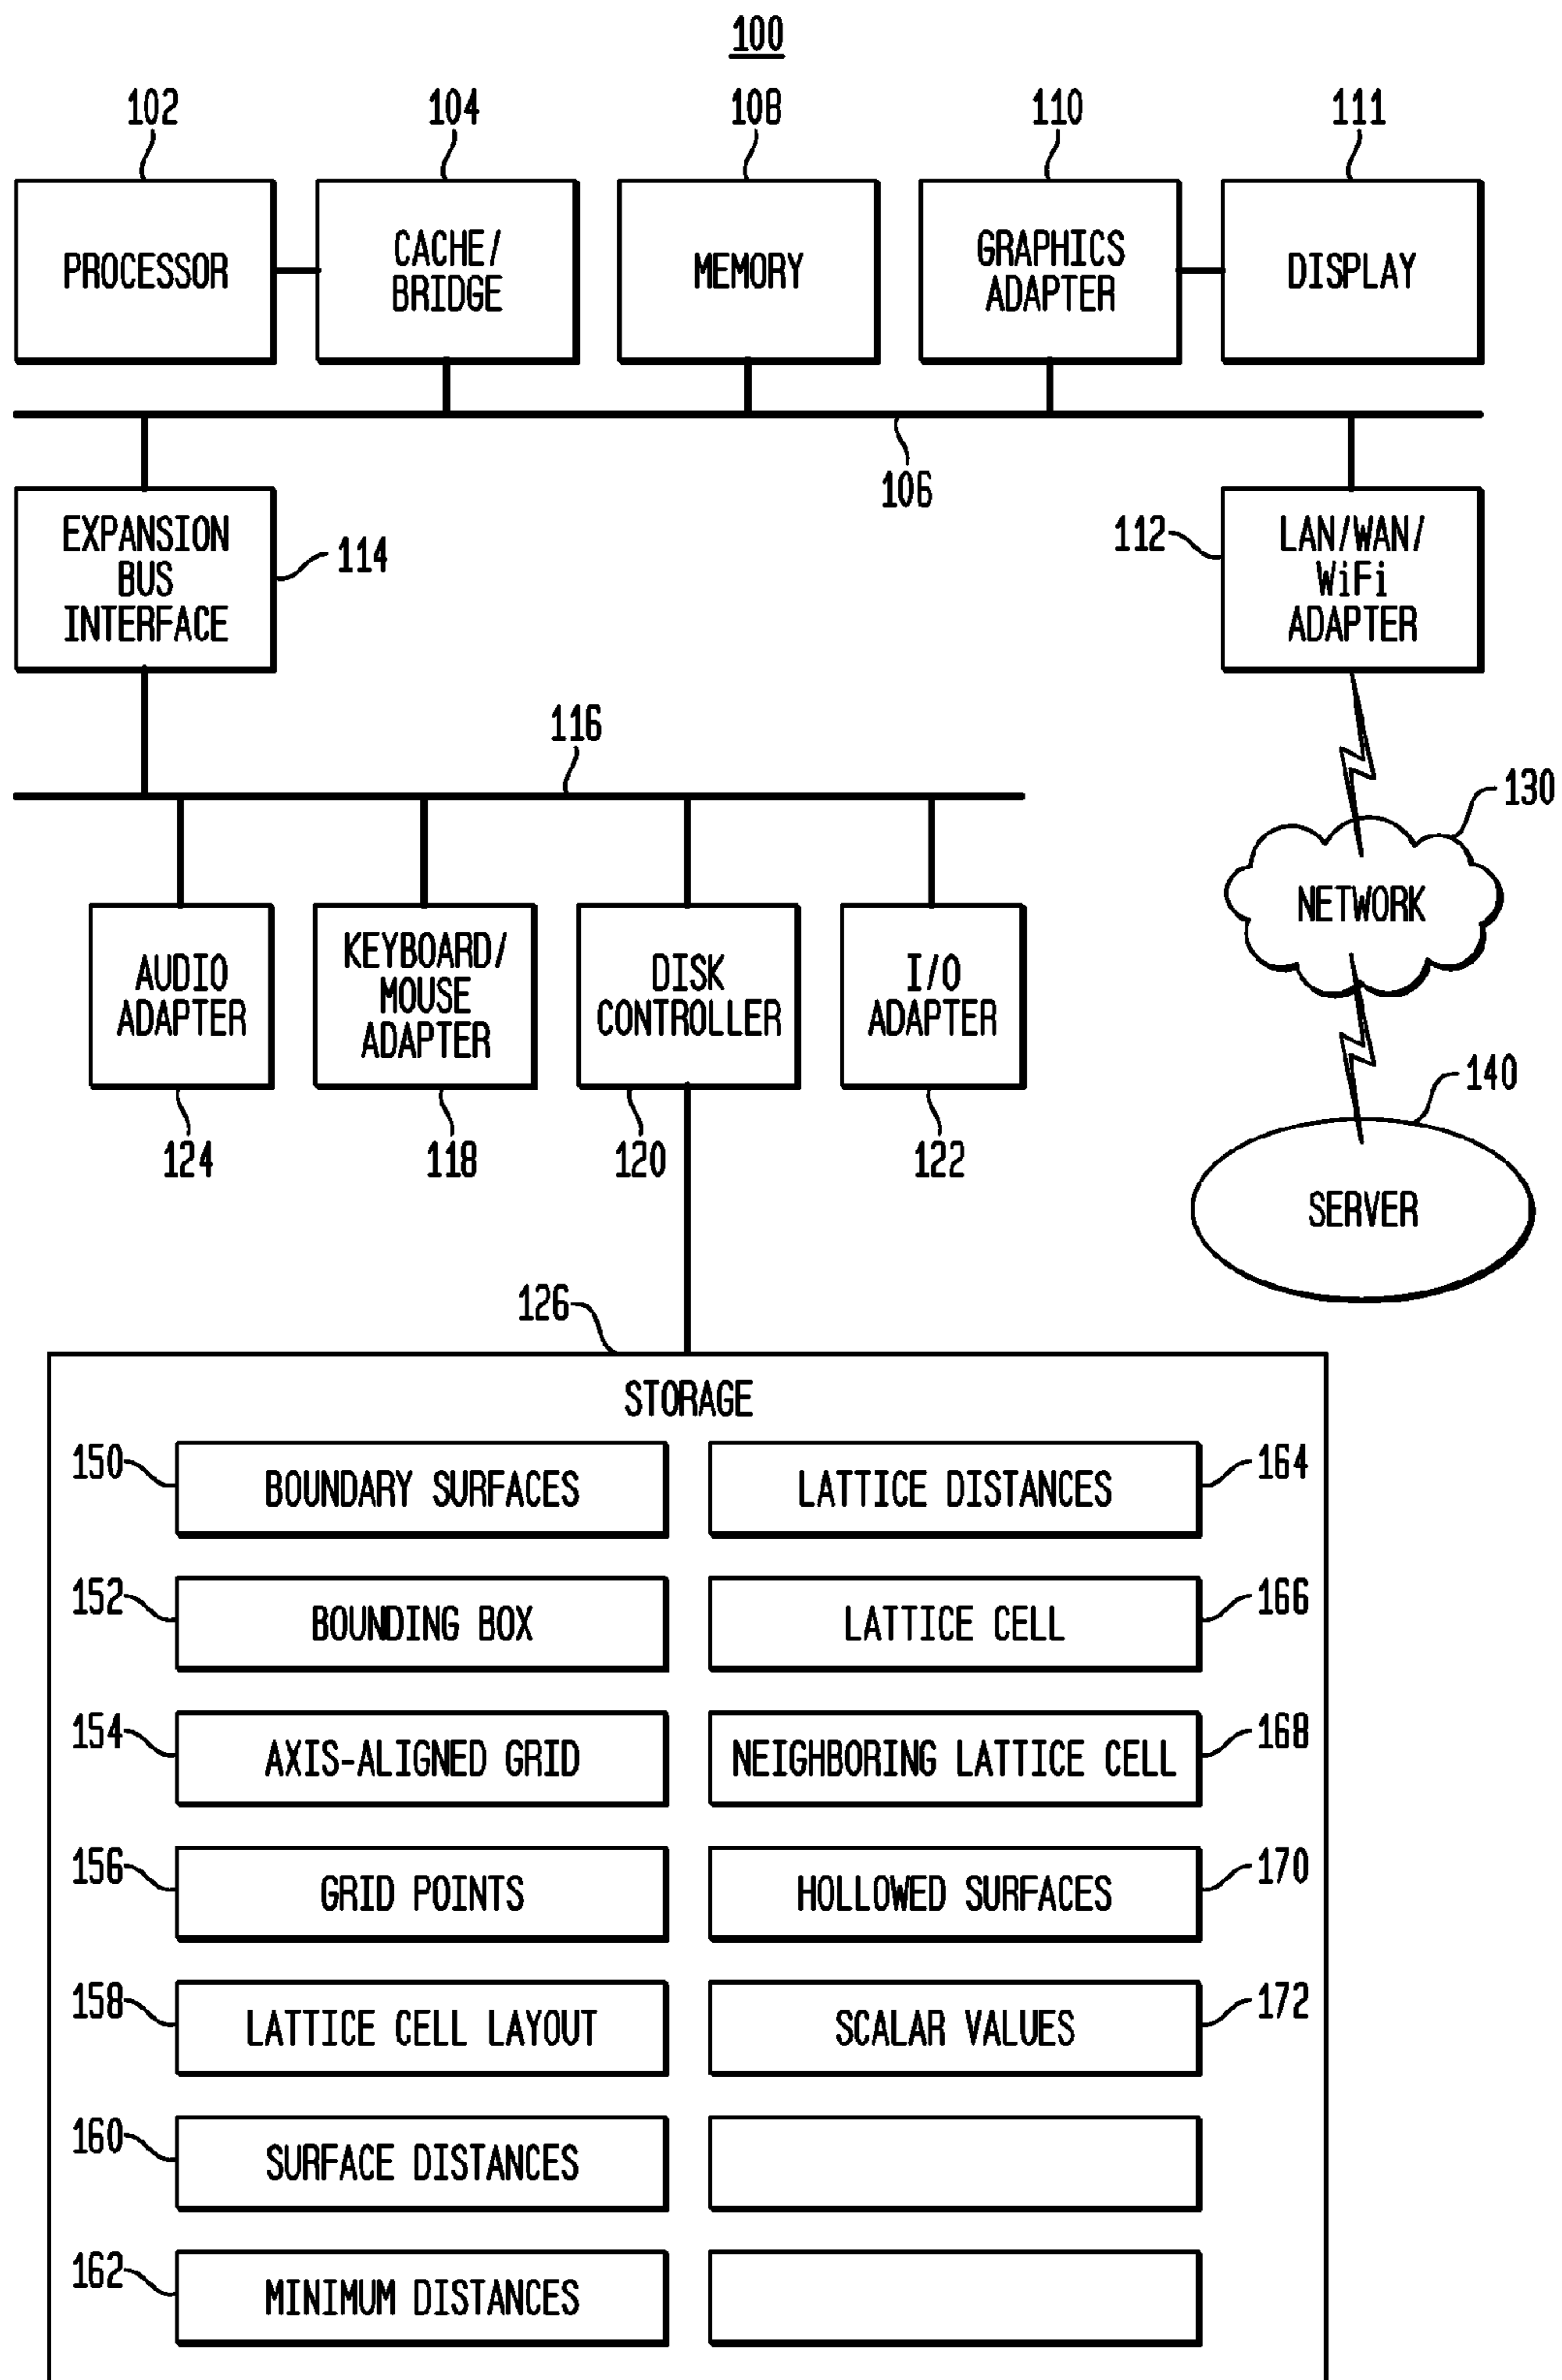 100
102
104
108
110
111
PROCESSOR
CACHE/
BRIDGE
MEMORY
GRAPHICS
ADAPTER
DISPLAY
106
EXPANSION
BUS
INTERFACE
114
112
LAN/WAN/
WiFi
ADAPTER
116
130
NETWORK
AUDIO
ADAPTER
KEYBOARD/
MOUSE
ADAPTER
DISK
CONTROLLER
I/O
ADAPTER
124
118
120
122
140
SERVER
126
STORAGE
150
BOUNDARY SURFACES
LATTICE DISTANCES
164
152
BOUNDING BOX
LATTICE CELL
166
154
AXIS-ALIGNED GRID
NEIGHBORING LATTICE CELL
168
156
GRID POINTS
HOLLOWED SURFACES
170
158
LATTICE CELL LAYOUT
SCALAR VALUES
172
160
SURFACE DISTANCES
162
MINIMUM DISTANCES